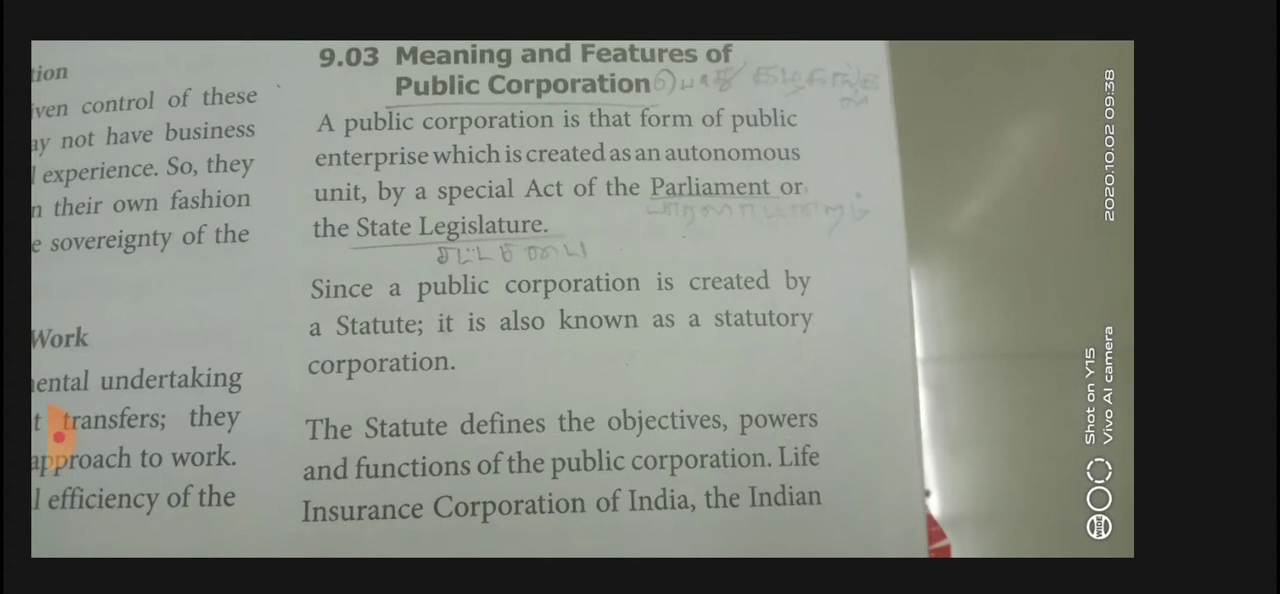 tion
iven control of these
ay not have business
l experience. So, they
n their own fashion
e sovereignty of the
Work
ental undertaking
t transfers; they
approach to work.
l efficiency of the
9.03 Meaning and Features of
Public Corporation
A public corporation is that form of public
enterprise which is created as an autonomous
unit, by a special Act of the Parliament or
the State Legislature.
Since a public corporation is created by
a Statute; it is also known as a statutory
corporation.
The Statute defines the objectives, powers
and functions of the public corporation. Life
Insurance Corporation of India, the Indian
2020.10.02 09:38
Shot on Y15
Vivo AI camera
WIDE